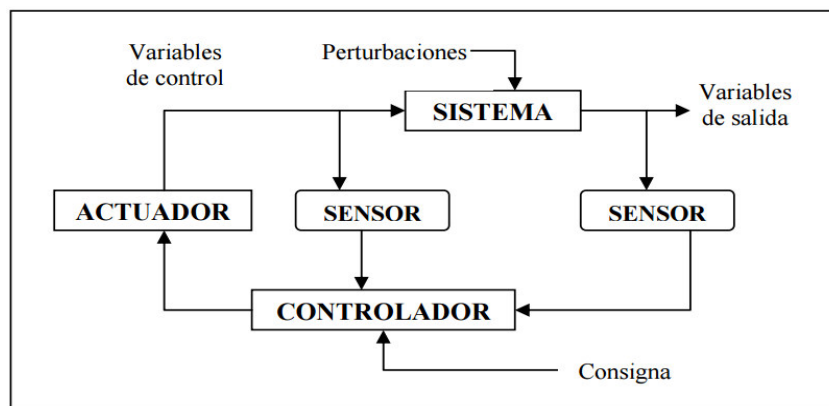 Variables
de control
Perturbaciones
SISTEMA
Variables
de salida
ACTUADOR
SENSOR
SENSOR
CONTROLADOR
Consigna